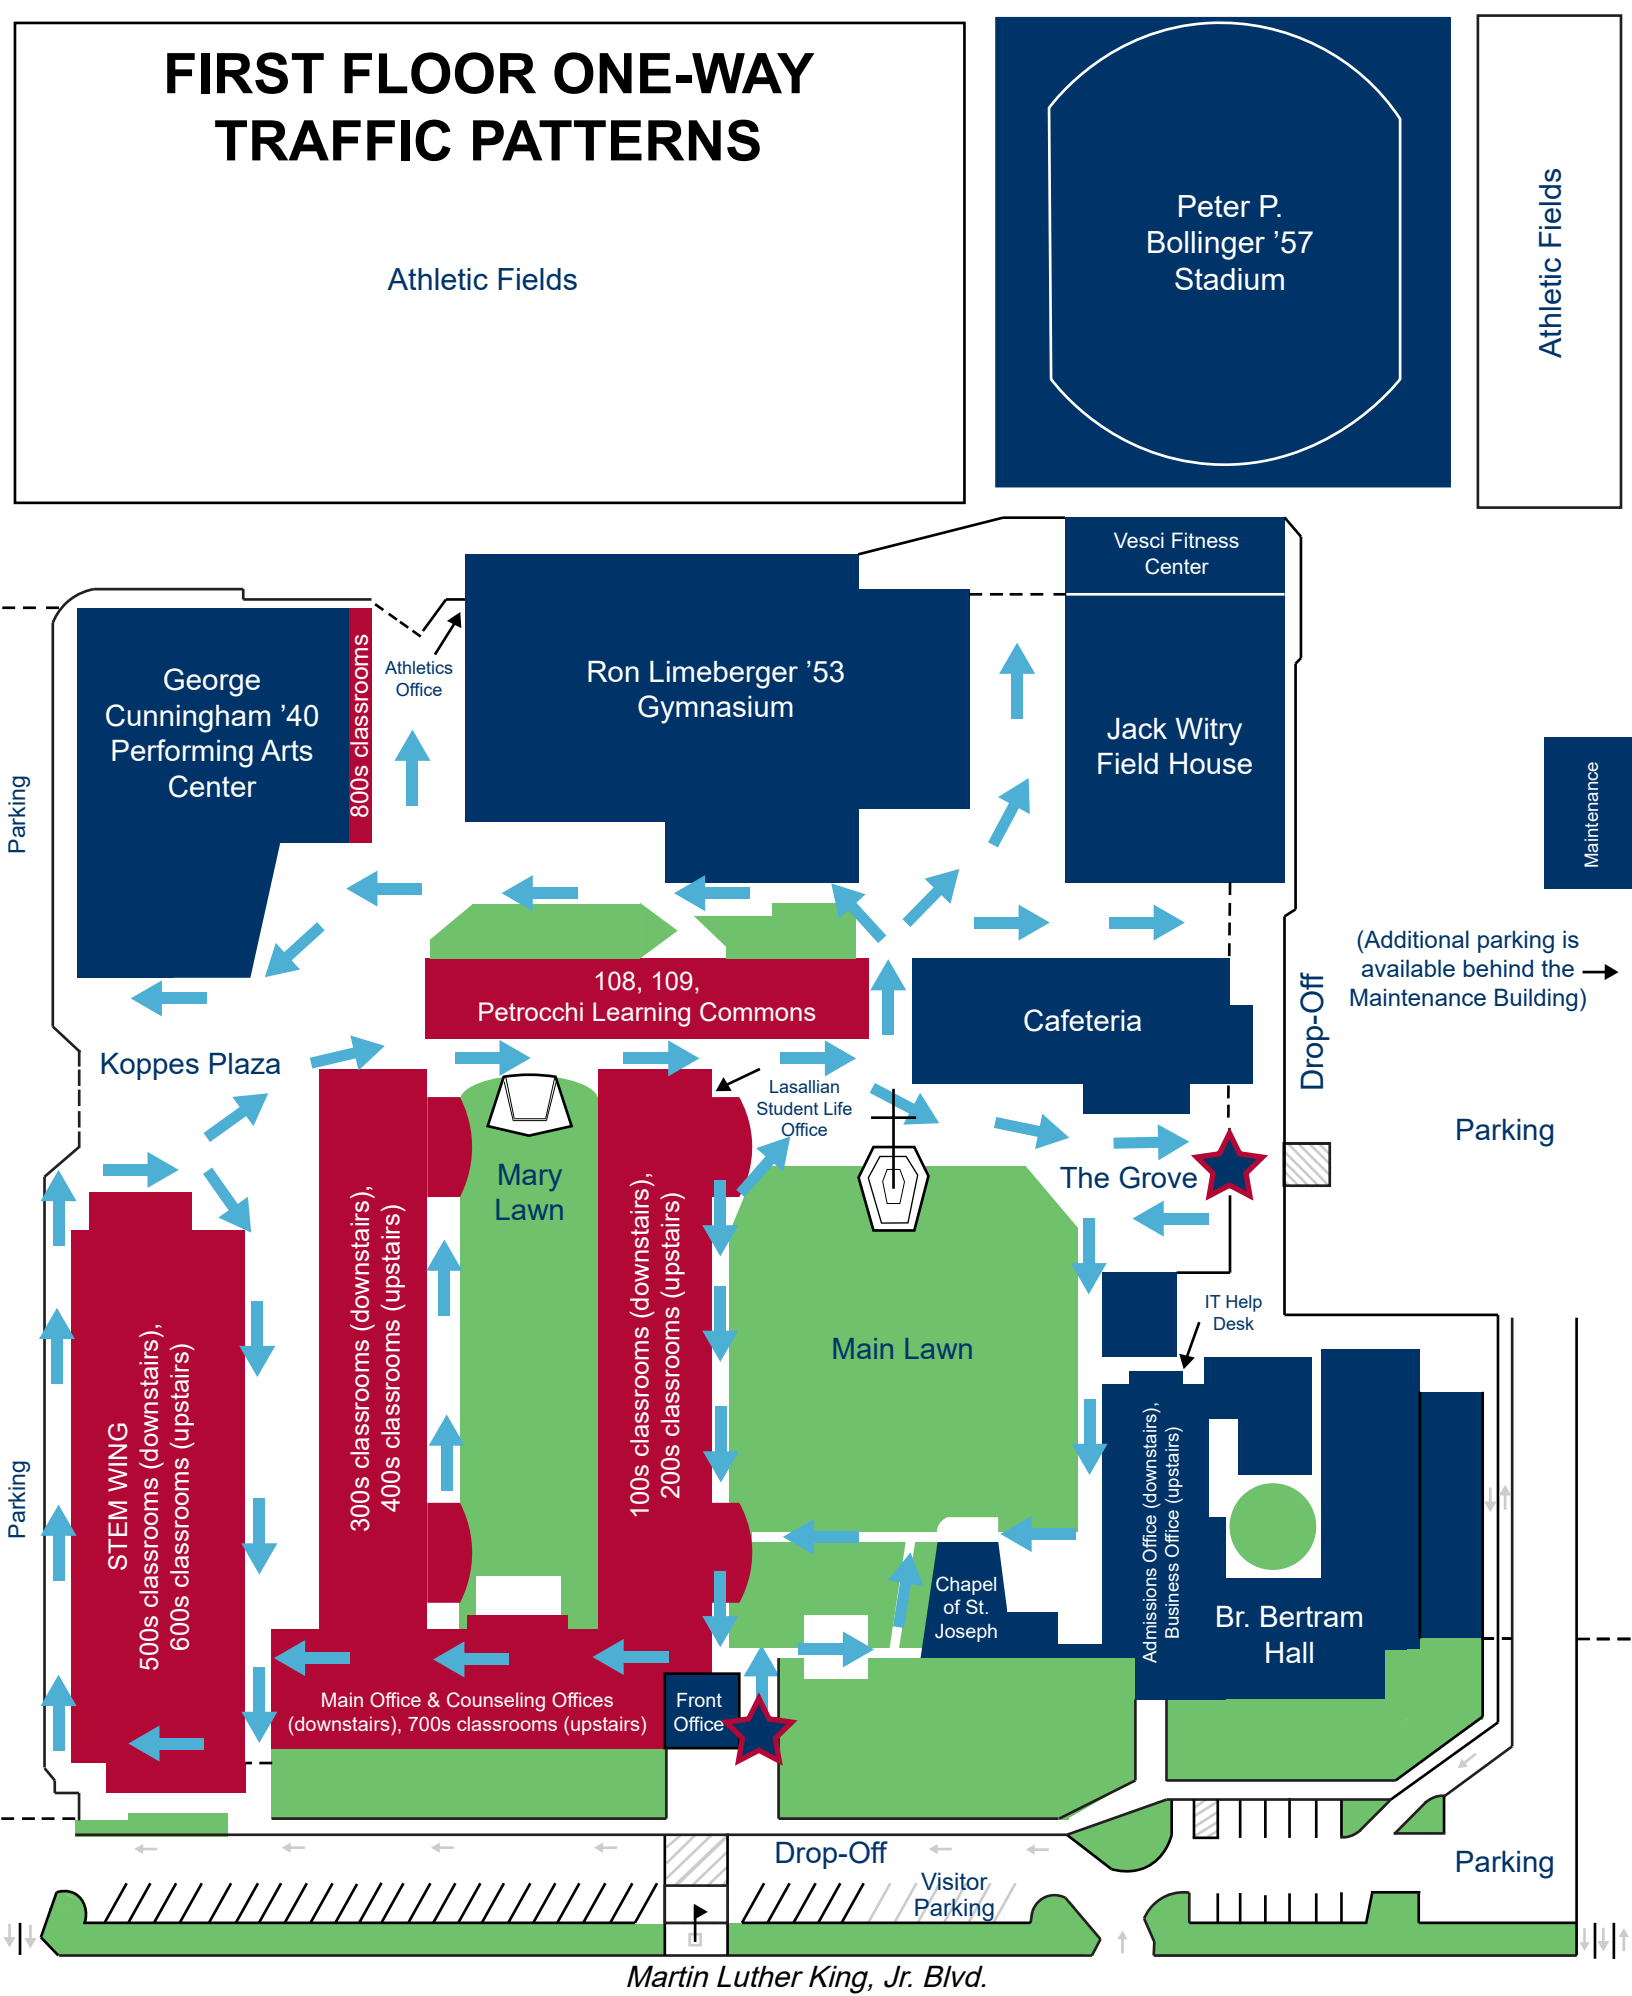 FIRST FLOOR ONE-WAY
TRAFFIC PATTERNS
Athletic Fields
Peter P.
Bollinger ’57
Stadium
Athletic Fields
Vesci Fitness
Center
George
Cunningham ’40
Performing Arts
Center
800s classrooms
Athletics
Office
Ron Limeberger ’53
Gymnasium
Jack Witry
Field House
Maintenance
Parking
(Additional parking is
available behind the
Maintenance Building)
108, 109,
Petrocchi Learning Commons
Cafeteria
Drop-Off
Koppes Plaza
Lasallian
Student Life
Office
Parking
The Grove
Mary
Lawn
300s classrooms (downstairs),
400s classrooms (upstairs)
100s classrooms (downstairs),
200s classrooms (upstairs)
Main Lawn
IT Help
Desk
STEM WING
500s classrooms (downstairs),
600s classrooms (upstairs)
Parking
Admissions Office (downstairs),
Business Office (upstairs)
Chapel
of St.
Joseph
Br. Bertram
Hall
Main Office & Counseling Offices
(downstairs), 700s classrooms (upstairs)
Front
Office
Drop-Off
Visitor
Parking
Parking
Martin Luther King, Jr. Blvd.